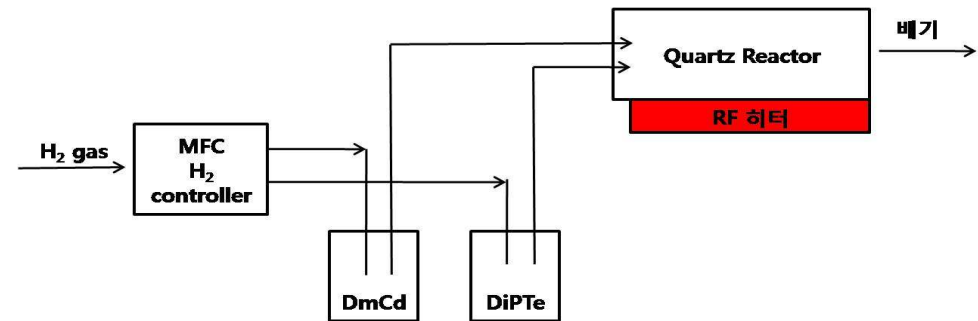 배기
Quartz Reactor
RF 히터
H₂ gas
MFC
H₂
controller
DmCd
DiPTe